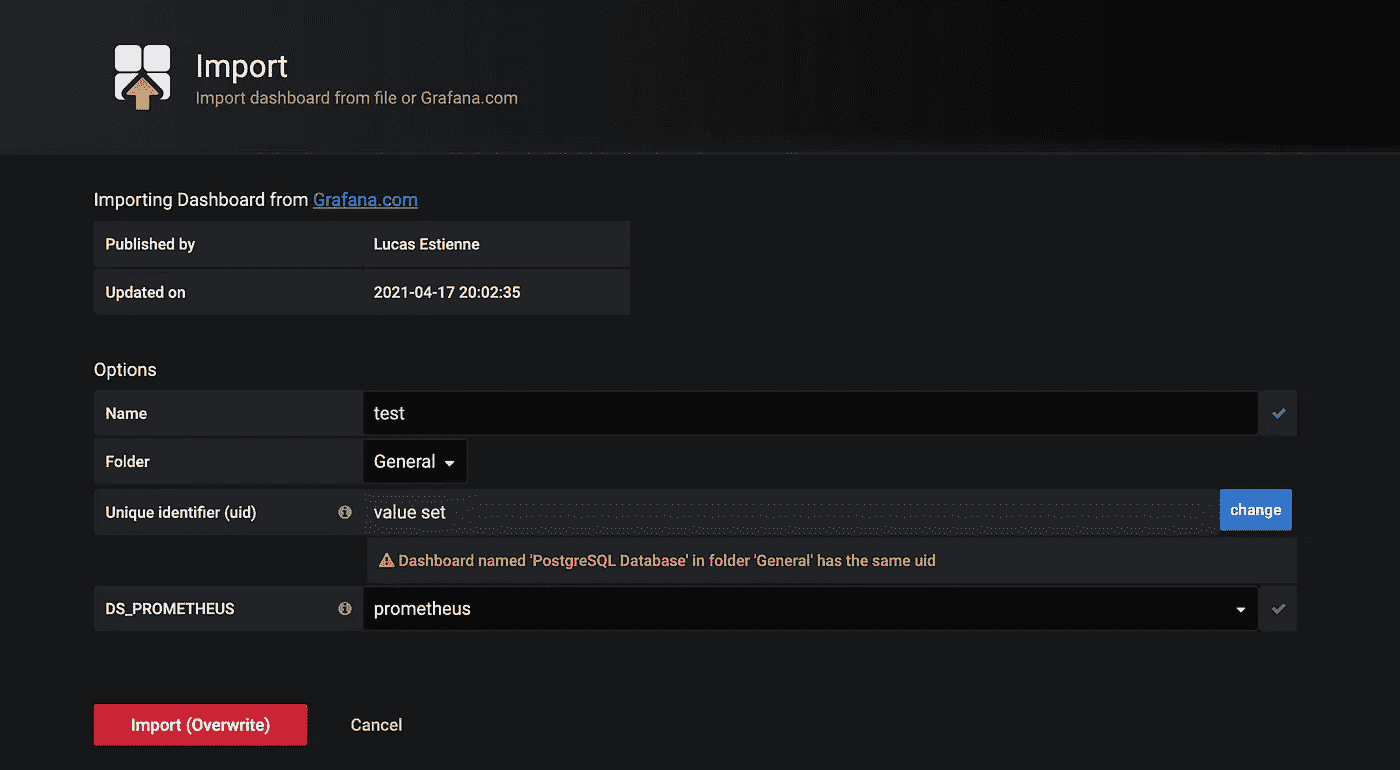 Import
Import dashboard from file or Grafana.com
Importing Dashboard from Grafana.com
Published by Lucas Estienne
Updated on 2021-04-17 20:02:35
Options
Name test
Folder General
Unique identifier (uid) value set change
Dashboard named 'PostgreSQL Database' in folder 'General' has the same uid
DS_PROMETHEUS prometheus
Import (Overwrite) Cancel